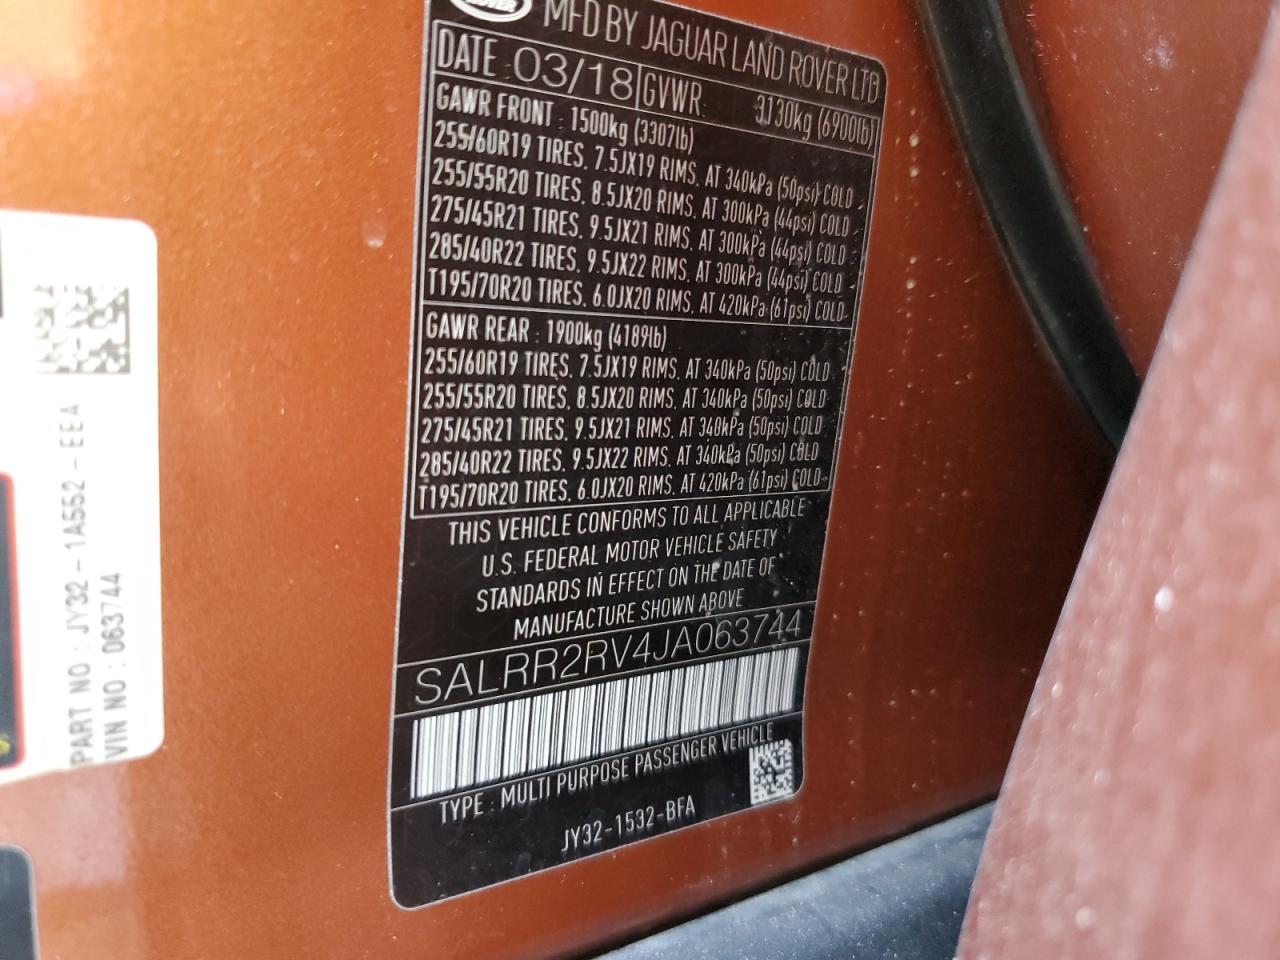 ROVER
MFD BY JAGUAR LAND ROVER LTD
DATE 03/18 GVWR: 3130kg (6900lb)
GAWR FRONT : 1500kg (3307lb)
255/60R19 TIRES, 7.5JX19 RIMS, AT 340kPa (50psi) COLD
255/55R20 TIRES, 8.5JX20 RIMS, AT 300kPa (44psi) COLD
275/45R21 TIRES, 9.5JX21 RIMS, AT 300kPa (44psi) COLD
285/40R22 TIRES, 9.5JX22 RIMS, AT 300kPa (44psi) COLD
T195/70R20 TIRES, 6.0JX20 RIMS, AT 420kPa (61psi) COLD
GAWR REAR : 1900kg (4189lb)
255/60R19 TIRES, 7.5JX19 RIMS, AT 340kPa (50psi) COLD
255/55R20 TIRES, 8.5JX20 RIMS, AT 340kPa (50psi) COLD
275/45R21 TIRES, 9.5JX21 RIMS, AT 340kPa (50psi) COLD
285/40R22 TIRES, 9.5JX22 RIMS, AT 340kPa (50psi) COLD
T195/70R20 TIRES, 6.0JX20 RIMS, AT 420kPa (61psi) COLD
THIS VEHICLE CONFORMS TO ALL APPLICABLE
U.S. FEDERAL MOTOR VEHICLE SAFETY
STANDARDS IN EFFECT ON THE DATE OF
MANUFACTURE SHOWN ABOVE
SALRR2RV4JA063744
TYPE : MULTI PURPOSE PASSENGER VEHICLE
JY32-1532-BFA
PART NO : JY32-1A552-EEA
VIN NO : 063744